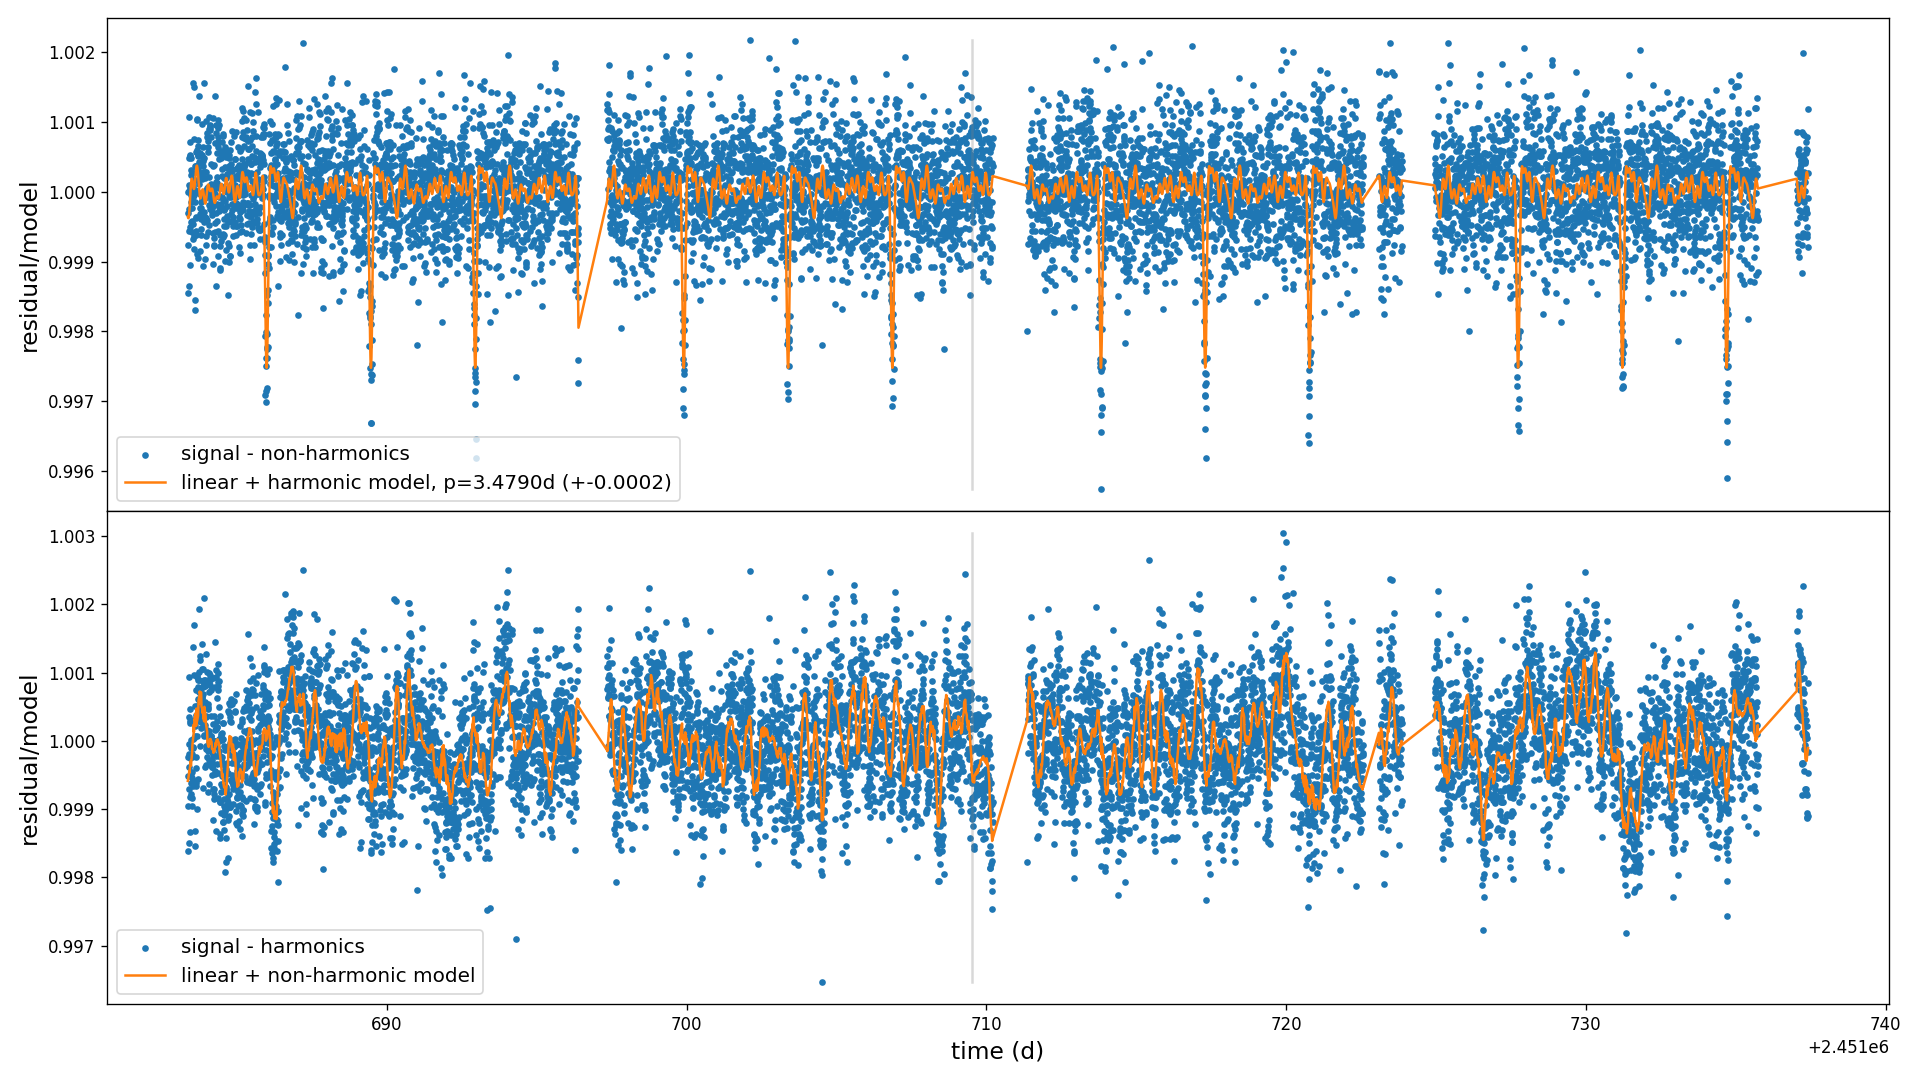 residual/model
1.002
1.001
1.000
0.999
0.998
0.997
0.996
signal - non-harmonics
linear + harmonic model, p=3.4790d (+-0.0002)
residual/model
1.003
1.002
1.001
1.000
0.999
0.998
0.997
signal - harmonics
linear + non-harmonic model
690 700 710 720 730 740
time (d)
+2.451e6